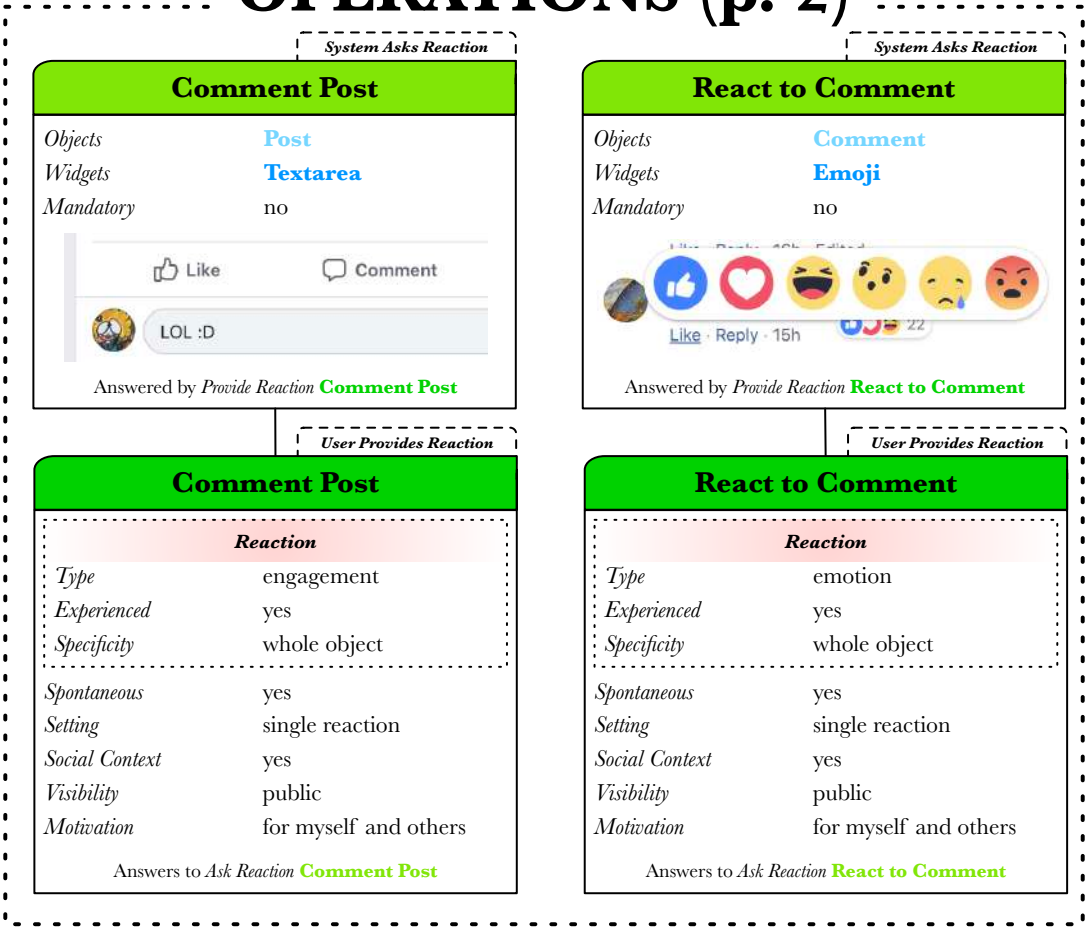 OPERATIONS (p. 2)
System Asks Reaction
Comment Post
Objects Post
Widgets Textarea
Mandatory no
Like Comment
LOL :D
Answered by Provide Reaction Comment Post
User Provides Reaction
Comment Post
Reaction
Type engagement
Experienced yes
Specificity whole object
Spontaneous yes
Setting single reaction
Social Context yes
Visibility public
Motivation for myself and others
Answers to Ask Reaction Comment Post
System Asks Reaction
React to Comment
Objects Comment
Widgets Emoji
Mandatory no
Like · Reply · 16h · Edited
Like · Reply · 15h
22
Answered by Provide Reaction React to Comment
User Provides Reaction
React to Comment
Reaction
Type emotion
Experienced yes
Specificity whole object
Spontaneous yes
Setting single reaction
Social Context yes
Visibility public
Motivation for myself and others
Answers to Ask Reaction React to Comment